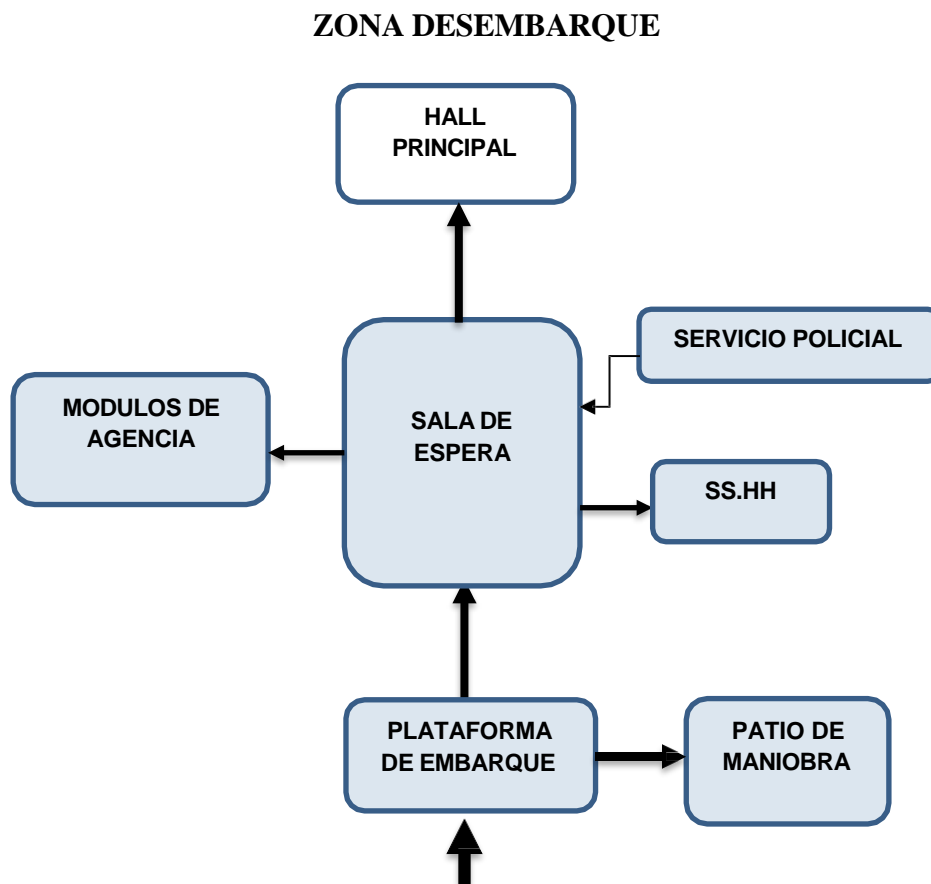 ZONA DESEMBARQUE
HALL
PRINCIPAL
SERVICIO POLICIAL
MODULOS DE
AGENCIA
SALA DE
ESPERA
SS.HH
PLATAFORMA
DE EMBARQUE
PATIO DE
MANIOBRA